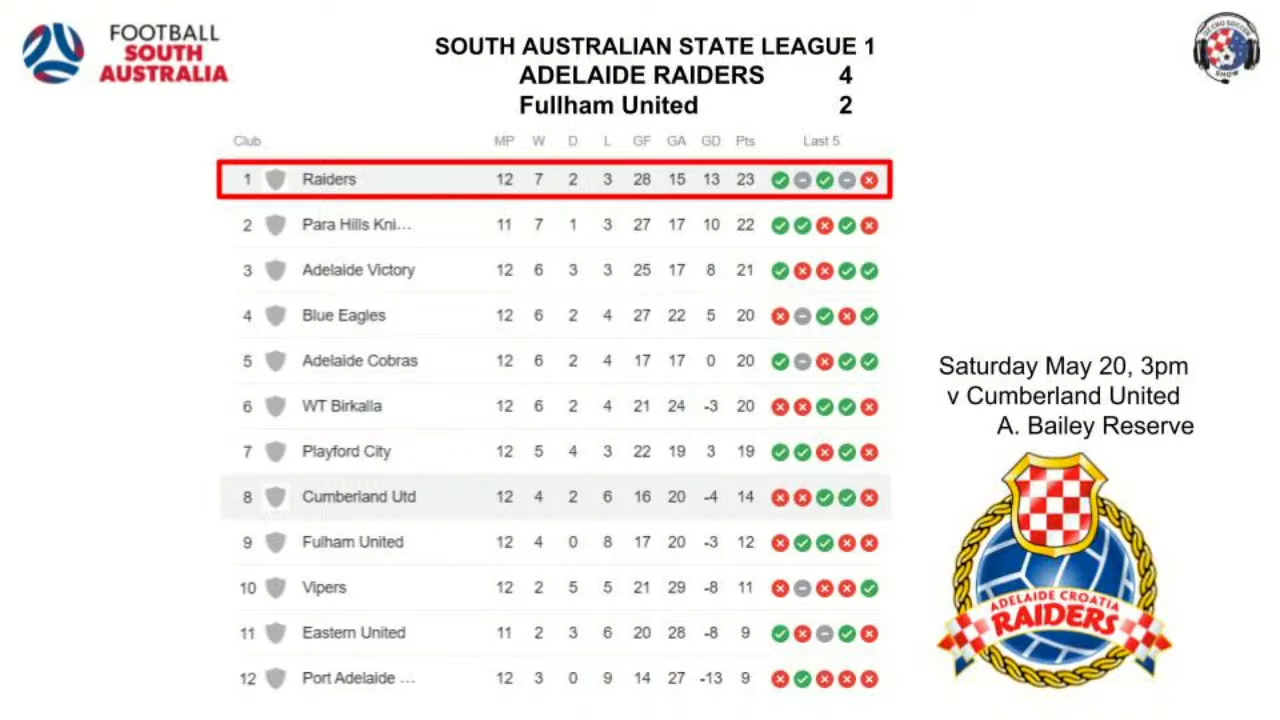 FOOTBALL
SOUTH
AUSTRALIA
SOUTH AUSTRALIAN STATE LEAGUE 1
ADELAIDE RAIDERS 4
Fullham United 2
OZ CRO SOCCER
SHOW
Club MP W D L GF GA GD Pts Last 5
1 Raiders 12 7 2 3 28 15 13 23
2 Para Hills Kni... 11 7 1 3 27 17 10 22
3 Adelaide Victory 12 6 3 3 25 17 8 21
4 Blue Eagles 12 6 2 4 27 22 5 20
5 Adelaide Cobras 12 6 2 4 17 17 0 20
6 WT Birkalla 12 6 2 4 21 24 -3 20
7 Playford City 12 5 4 3 22 19 3 19
8 Cumberland Utd 12 4 2 6 16 20 -4 14
9 Fulham United 12 4 0 8 17 20 -3 12
10 Vipers 12 2 5 5 21 29 -8 11
11 Eastern United 11 2 3 6 20 28 -8 9
12 Port Adelaide ... 12 3 0 9 14 27 -13 9
Saturday May 20, 3pm
v Cumberland United
A. Bailey Reserve
ADELAIDE CROATIA
RAIDERS